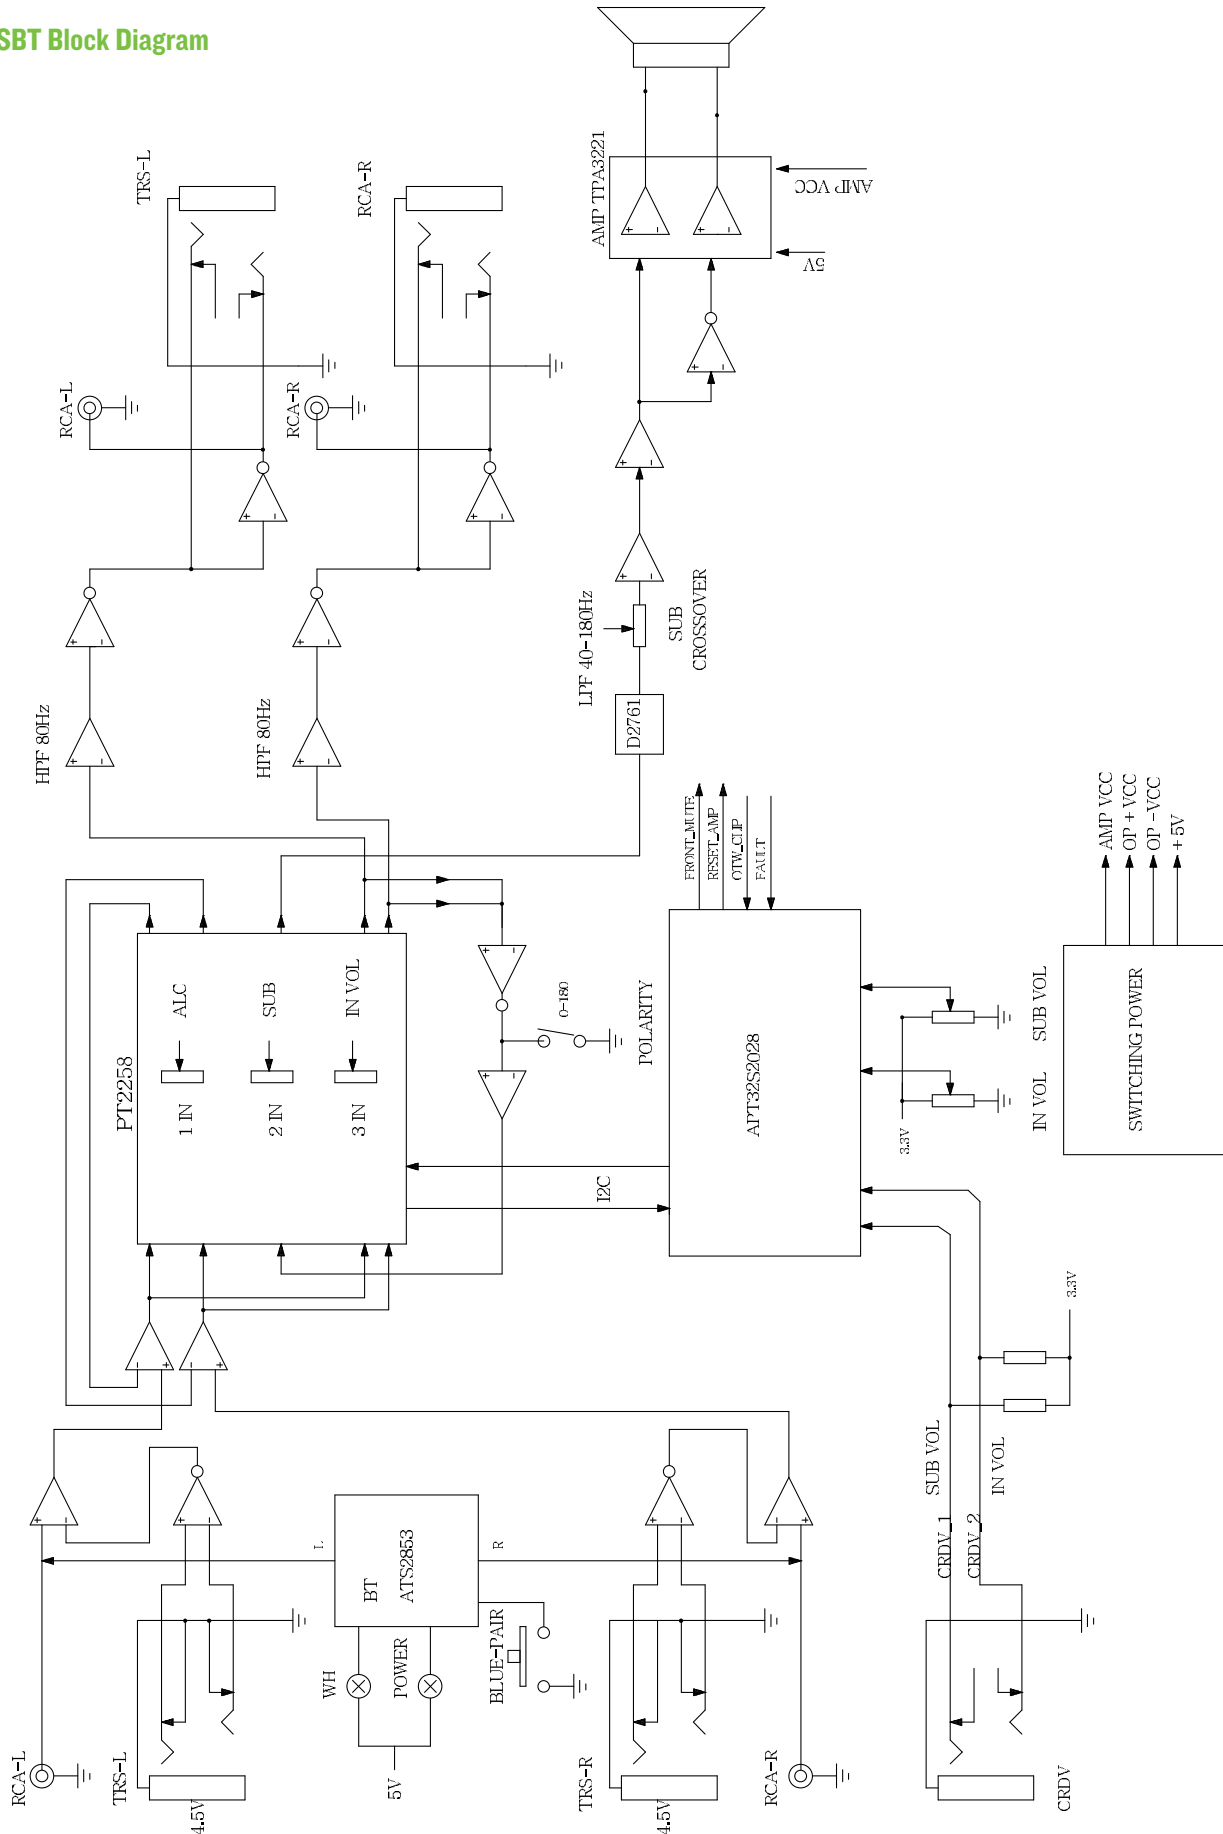 SBT Block Diagram
TRS-L
RCA-R
RCA-L
RCA-R
AMP TPA3221
AMP VCC
5V
+
-
+
-
+
-
+
-
+
-
+
-
HPF 80Hz
HPF 80Hz
+
-
+
-
+
-
+
-
+
-
+
-
LPF 40-180Hz
SUB
CROSSOVER
D2761
PT2258
ALC
SUB
IN VOL
1 IN
2 IN
3 IN
+
-
+
-
0-180
POLARITY
I2C
FRONT_MUTE
RESET_AMP
OTW_CLIP
FAULT
APT32S2028
SUB VOL
IN VOL
3.3V
AMP VCC
OP + VCC
OP -VCC
+ 5V
SWITCHING POWER
-
+
-
+
3.3V
SUB VOL
IN VOL
CRDV_1
CRDV_2
+
-
+
-
+
-
+
-
L
R
BT
ATS2853
WH
POWER
5V
BLUE-PAIR
RCA-L
TRS-L
4.5V
TRS-R
4.5V
RCA-R
CRDV